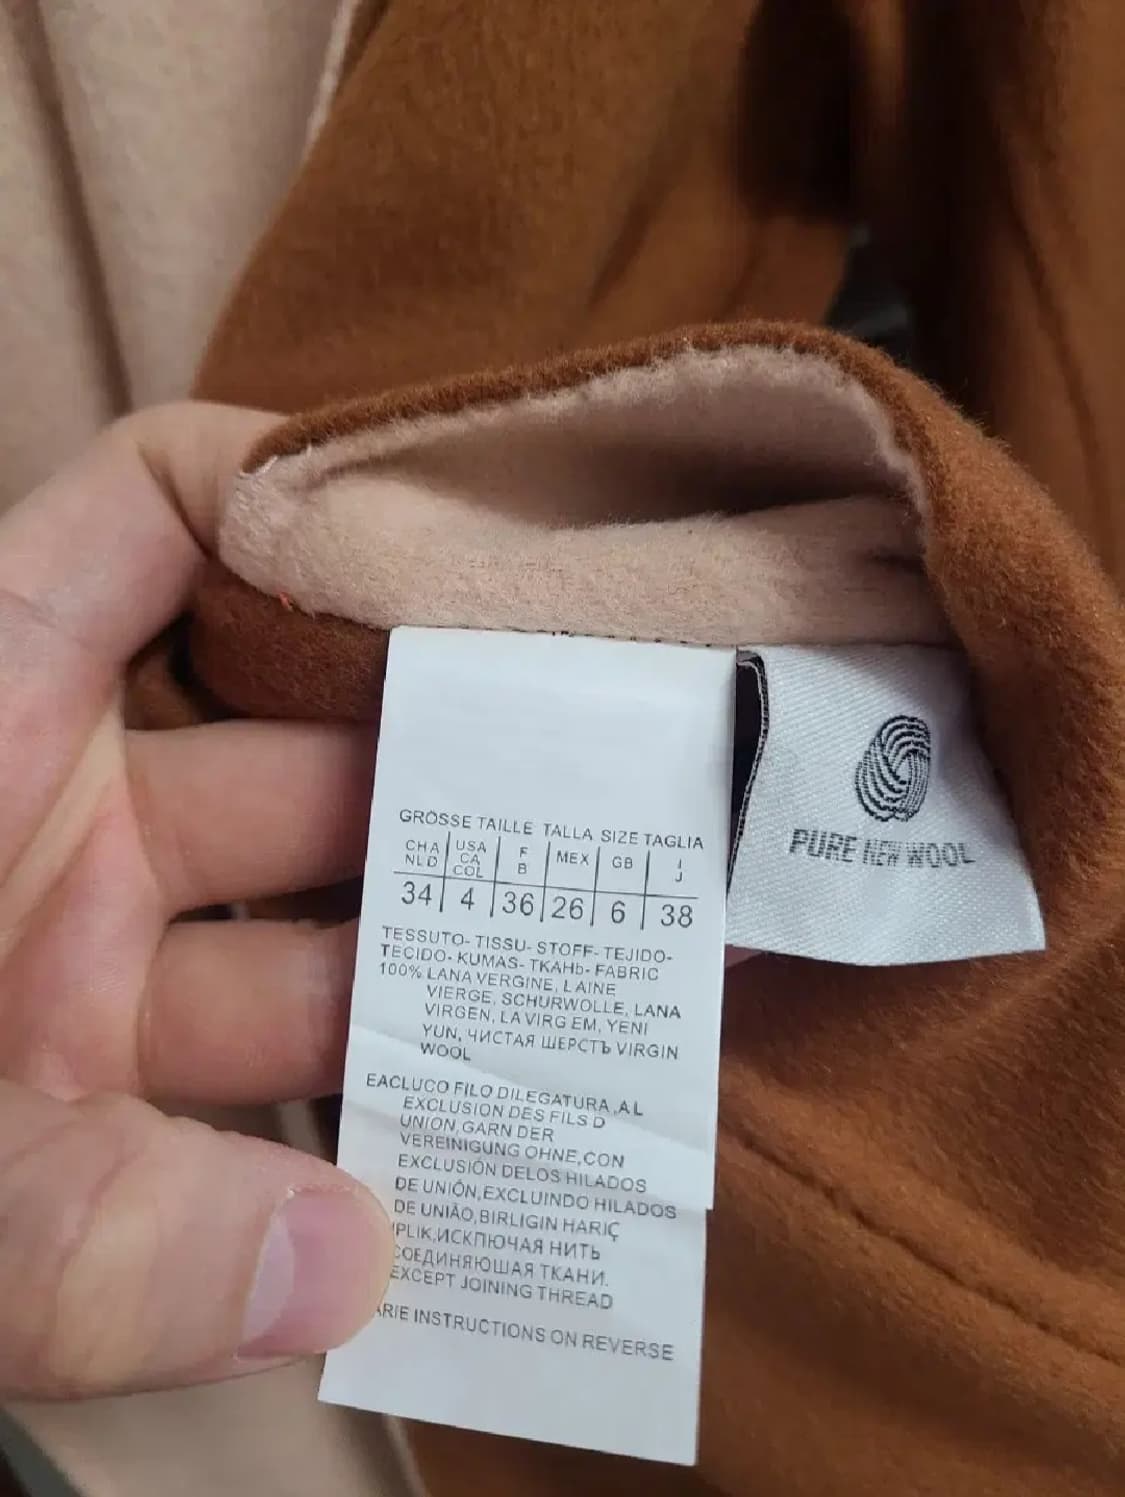 GRÖSSE TAILLE TALLA SIZE TAGLIA
CHA NLD USA CA COL F B MEX GB I J
34 4 36 26 6 38
TESSUTO- TISSU- STOFF- TEJIDO-
TECIDO- KUMAS- TKAHЬ- FABRIC
100% LANA VERGINE, LAINE
VIERGE, SCHURWOLLE, LANA
VIRGEN, LA VIRG EM, YENI
YUN, ЧИСТАЯ ШЕРСТЪ VIRGIN
WOOL
EACLUCO FILO DILEGATURA ,AL
EXCLUSION DES FILS D
UNION,GARN DER
VEREINIGUNG OHNE,CON
EXCLUSIÓN DELOS HILADOS
DE UNIÓN,EXCLUINDO HILADOS
DE UNIÃO,BIRLIGIN HARIÇ
IPLIK,ИСКПЮЧАЯ НИТЬ
СОЕДИНЯЮШАЯ ТКАНИ.
EXCEPT JOINING THREAD
ARIE INSTRUCTIONS ON REVERSE
PURE NEW WOOL